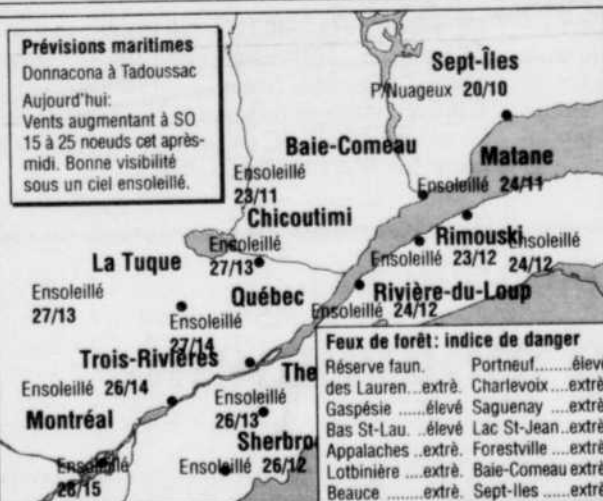 Prévisions maritimes
Donnacona à Tadoussac
Aujourd'hui:
Vents augmentant à SO
15 à 25 noeuds cet après-
midi. Bonne visibilité
sous un ciel ensoleillé.
Sept-Îles
P/Nuageux 20/10
Baie-Comeau
Ensoleillé
23/11
Matane
Ensoleillé 24/11
Chicoutimi
Ensoleillé
27/13
Rimouski
Ensoleillé 23/12
Ensoleillé
24/12
La Tuque
Ensoleillé
27/13
Québec
Ensoleillé
27/14
Rivière-du-Loup
Ensoleillé 24/12
Trois-Rivières
Ensoleillé 26/14
The
Ensoleillé
26/13
Montréal
Ensoleillé
28/15
Sherbro
Ensoleillé 26/12
Feux de forêt: indice de danger
Réserve faun.
des Lauren...extrê.
Gaspésie .....élevé
Bas St-Lau. ..élevé
Appalaches ..extrê.
Lotbinière ....extrê.
Beauce ........extrê.
Portneuf.......élevé
Charlevoix ....extrê
Saguenay ....extrê
Lac St-Jean ..extrê
Forestville ....extrê
Baie-Comeau extrê
Sept-Iles ......extrê